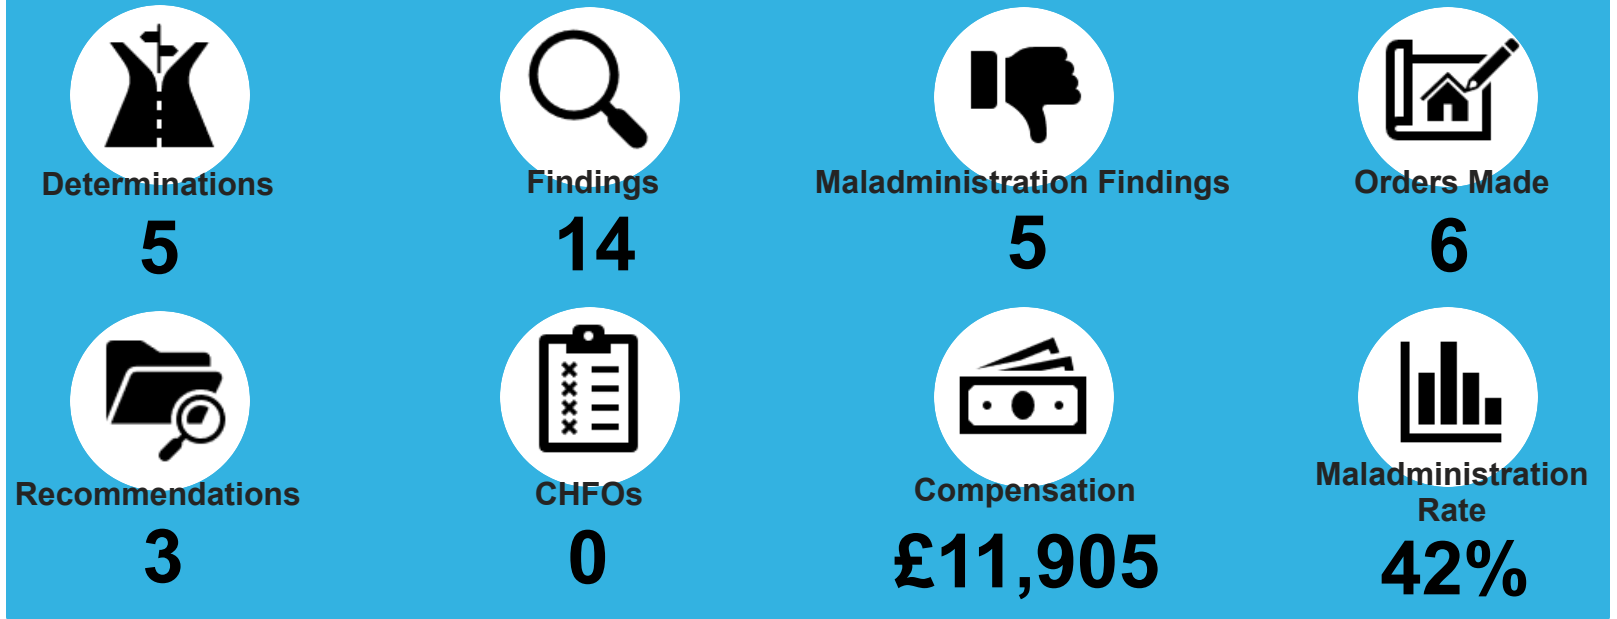 Determinations
5
Findings
14
Maladministration Findings
5
Orders Made
6
Recommendations
3
CHFOs
0
Compensation
£11,905
Maladministration
Rate
42%